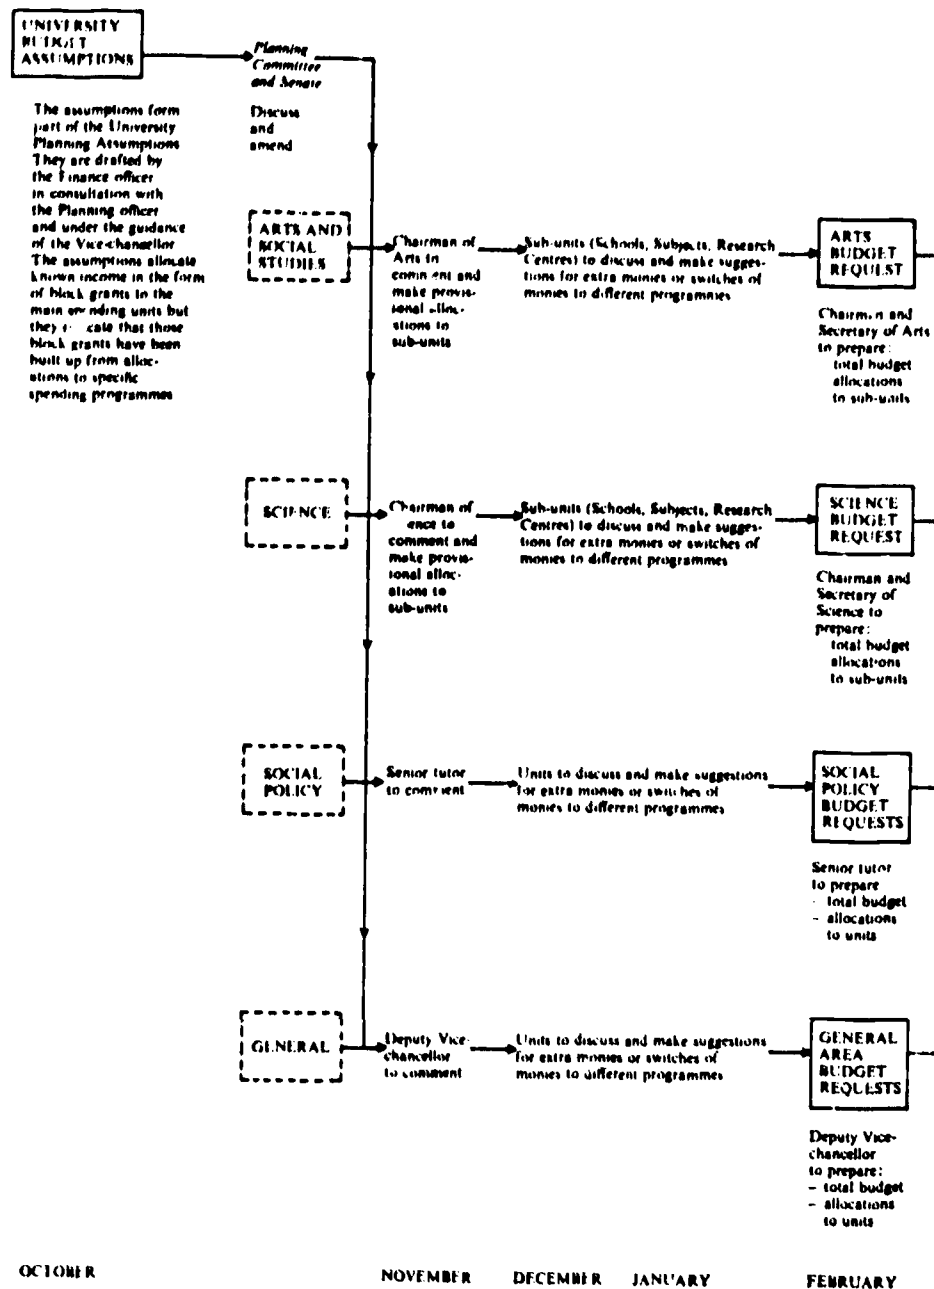 UNIVERSITY
BUDGET
ASSUMPTIONS
The assumptions form
part of the University
Planning Assumptions
They are drafted by
the Finance officer
in consultation with
the Planning officer
and under the guidance
of the Vice-chancellor
The assumptions allocate
known income in the form
of block grants to the
main spending units but
they cate that those
block grants have been
built up from alloc-
ations to specific
spending programmes
Planning
Committee
and Senate
Discuss
and
amend
ARTS AND
SOCIAL
STUDIES
Chairman of
Arts to
comment and
make provis-
ional alloc-
ations to
sub-units
Sub-units (Schools, Subjects, Research
Centres) to discuss and make sugges-
tions for extra monies or switches of
monies to different programmes
ARTS
BUDGET
REQUEST
Chairman and
Secretary of Arts
to prepare:
total budget
allocations
to sub-units
SCIENCE
Chairman of
ence to
comment and
make provis-
ional alloc-
ations to
sub-units
Sub-units (Schools, Subjects, Research
Centres) to discuss and make sugges-
tions for extra monies or switches of
monies to different programmes
SCIENCE
BUDGET
REQUEST
Chairman and
Secretary of
Science to
prepare:
total budget
allocations
to sub-units
SOCIAL
POLICY
Senior tutor
to comment
Units to discuss and make suggestions
for extra monies or switches of
monies to different programmes
SOCIAL
POLICY
BUDGET
REQUESTS
Senior tutor
to prepare
- total budget
- allocations
to units
GENERAL
Deputy Vice-
chancellor
to comment
Units to discuss and make suggestions
for extra monies or switches of
monies to different programmes
GENERAL
AREA
BUDGET
REQUESTS
Deputy Vice-
chancellor
to prepare:
- total budget
- allocations
to units
OCTOBER
NOVEMBER
DECEMBER
JANUARY
FEBRUARY